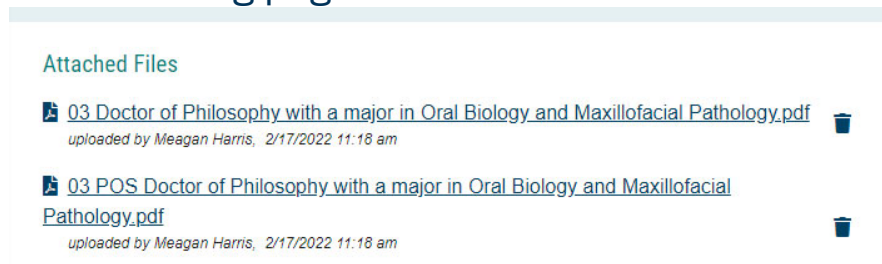 Attached Files
03 Doctor of Philosophy with a major in Oral Biology and Maxillofacial Pathology.pdf
uploaded by Meagan Harris, 2/17/2022 11:18 am
03 POS Doctor of Philosophy with a major in Oral Biology and Maxillofacial
Pathology.pdf
uploaded by Meagan Harris, 2/17/2022 11:18 am